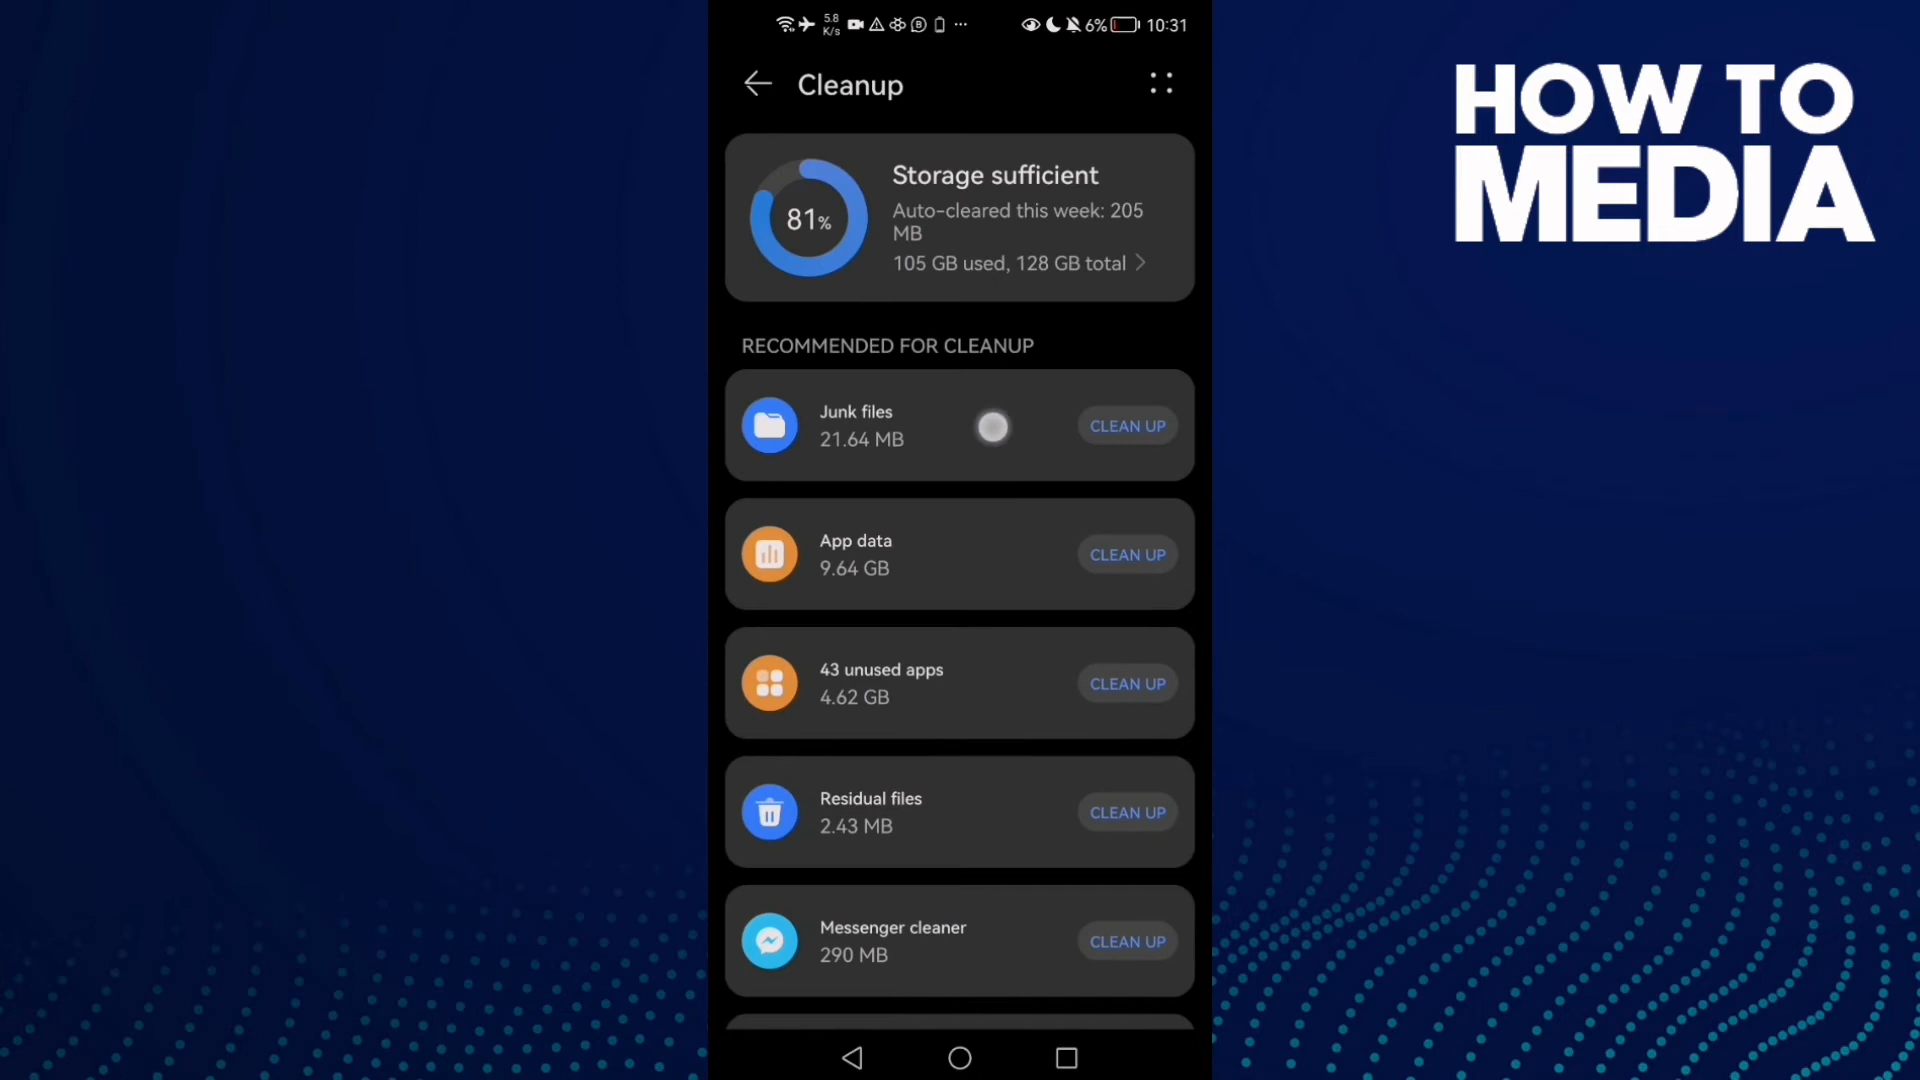 5.8
K/s
6%
10:31
Cleanup
HOW TO
MEDIA
81%
Storage sufficient
Auto-cleared this week: 205
MB
105 GB used, 128 GB total
RECOMMENDED FOR CLEANUP
Junk files
21.64 MB
CLEAN UP
App data
9.64 GB
CLEAN UP
43 unused apps
4.62 GB
CLEAN UP
Residual files
2.43 MB
CLEAN UP
Messenger cleaner
290 MB
CLEAN UP